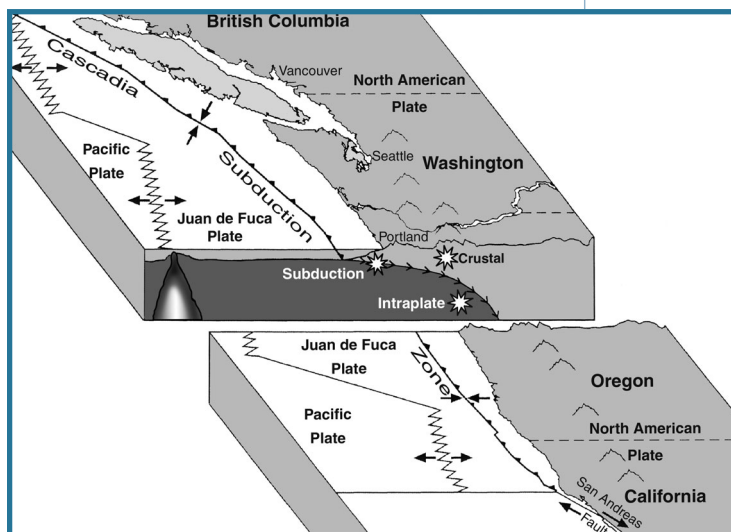 British Columbia
Cascadia
Vancouver
North American
Plate
Pacific
Plate
Seattle
Washington
Subduction
Juan de Fuca
Plate
Portland
Subduction
Crustal
Intraplate
Juan de Fuca
Plate
Zone
Oregon
Pacific
Plate
North American
Plate
San Andreas
California
Fault